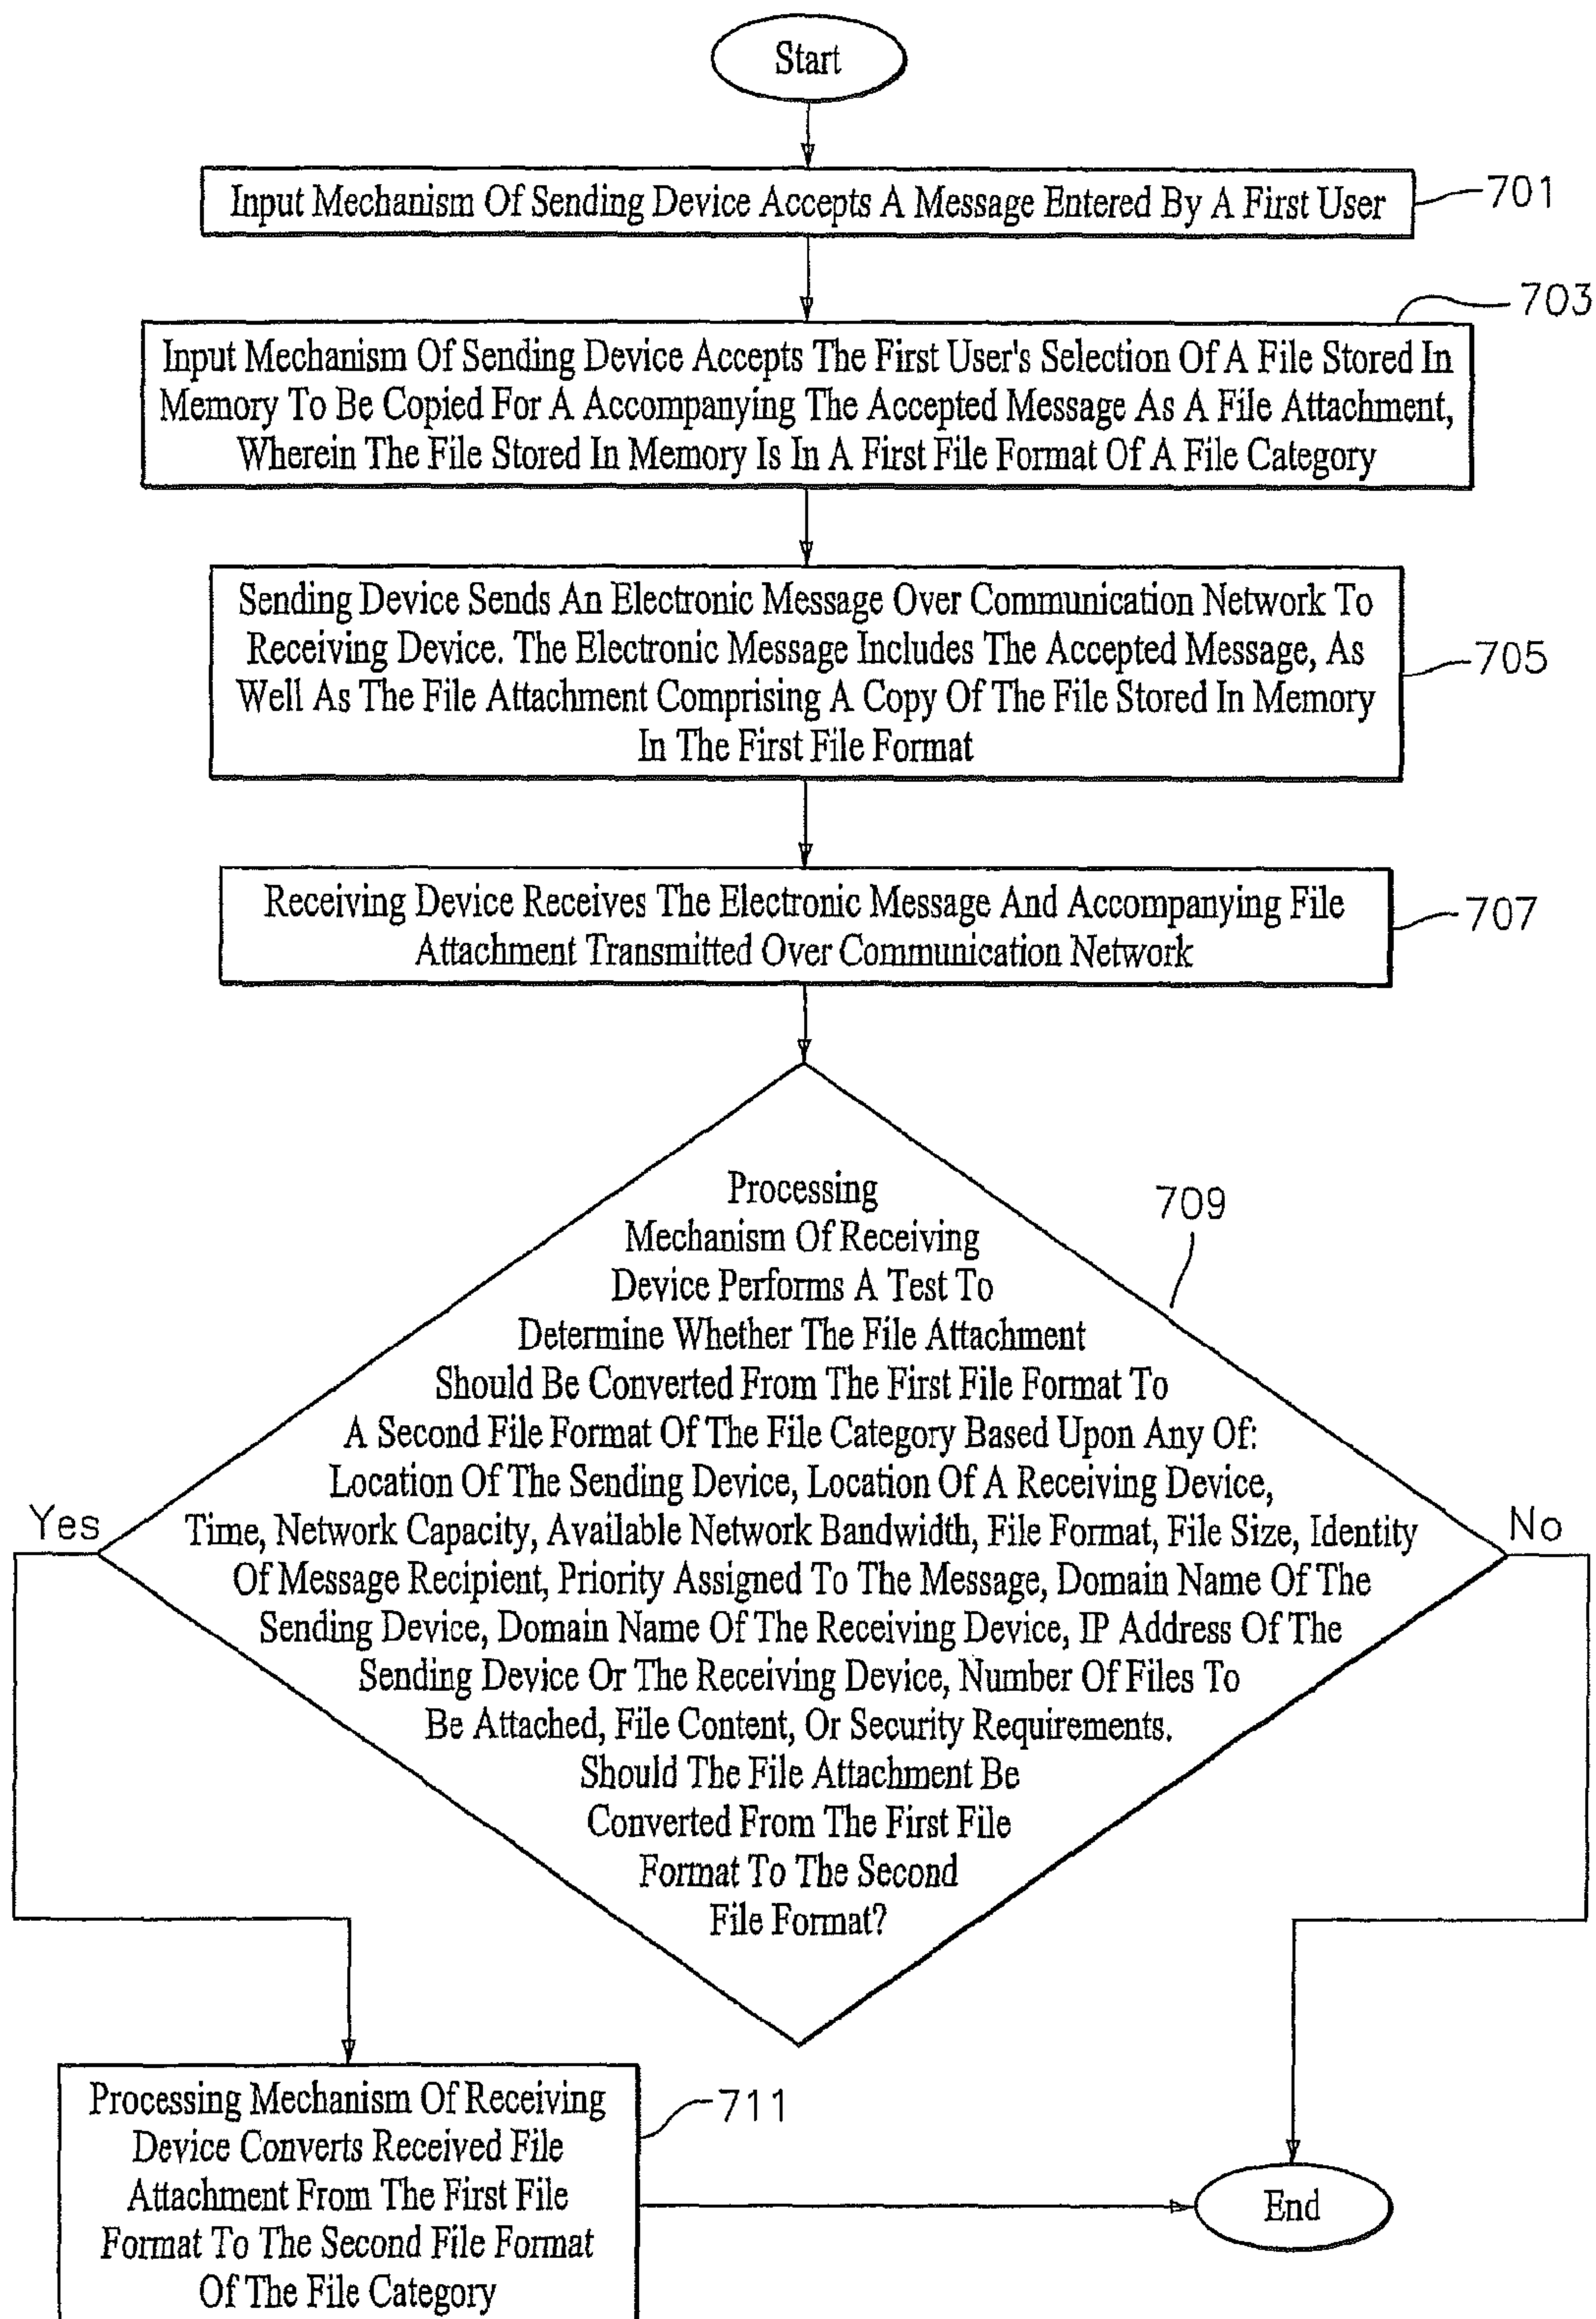 Start
Input Mechanism Of Sending Device Accepts A Message Entered By A First User
701
703
Input Mechanism Of Sending Device Accepts The First User's Selection Of A File Stored In
Memory To Be Copied For A Accompanying The Accepted Message As A File Attachment,
Wherein The File Stored In Memory Is In A First File Format Of A File Category
Sending Device Sends An Electronic Message Over Communication Network To
Receiving Device. The Electronic Message Includes The Accepted Message, As
Well As The File Attachment Comprising A Copy Of The File Stored In Memory
In The First File Format
705
Receiving Device Receives The Electronic Message And Accompanying File
Attachment Transmitted Over Communication Network
707
Processing
Mechanism Of Receiving
Device Performs A Test To
Determine Whether The File Attachment
Should Be Converted From The First File Format To
A Second File Format Of The File Category Based Upon Any Of:
Location Of The Sending Device, Location Of A Receiving Device,
Time, Network Capacity, Available Network Bandwidth, File Format, File Size, Identity
Of Message Recipient, Priority Assigned To The Message, Domain Name Of The
Sending Device, Domain Name Of The Receiving Device, IP Address Of The
Sending Device Or The Receiving Device, Number Of Files To
Be Attached, File Content, Or Security Requirements.
Should The File Attachment Be
Converted From The First File
Format To The Second
File Format?
709
Yes
No
Processing Mechanism Of Receiving
Device Converts Received File
Attachment From The First File
Format To The Second File Format
Of The File Category
711
End